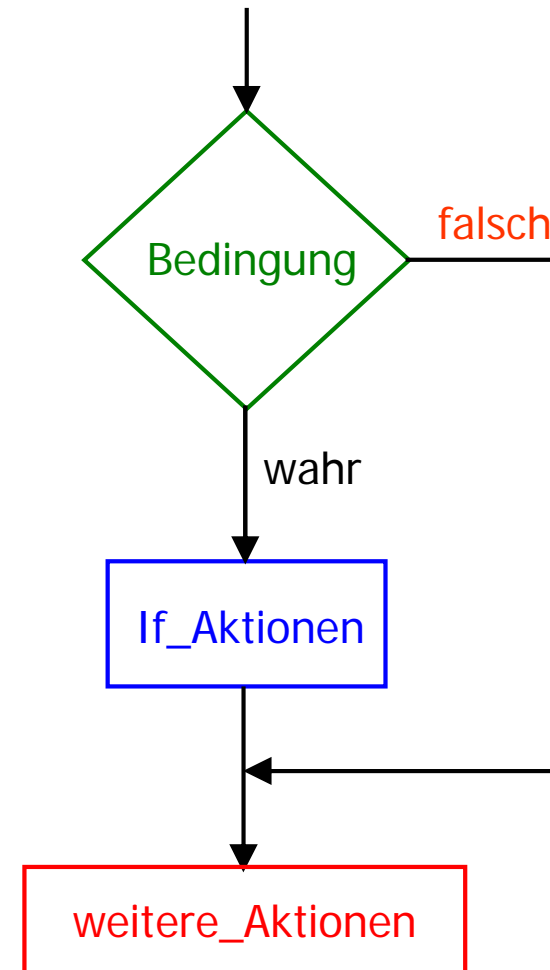 falsch
Bedingung
wahr
If_Aktionen
weitere_Aktionen